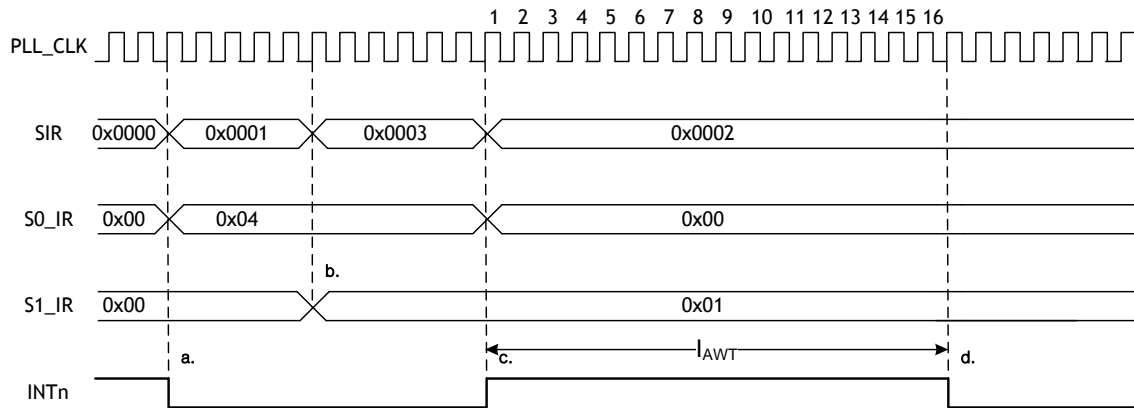 1 2 3 4 5 6 7 8 9 10 11 12 13 14 15 16
PLL_CLK
SIR 0x0000 0x0001 0x0003 0x0002
S0_IR 0x00 0x04 0x00
b.
S1_IR 0x00 0x01
a. c. IAWT d.
INTn